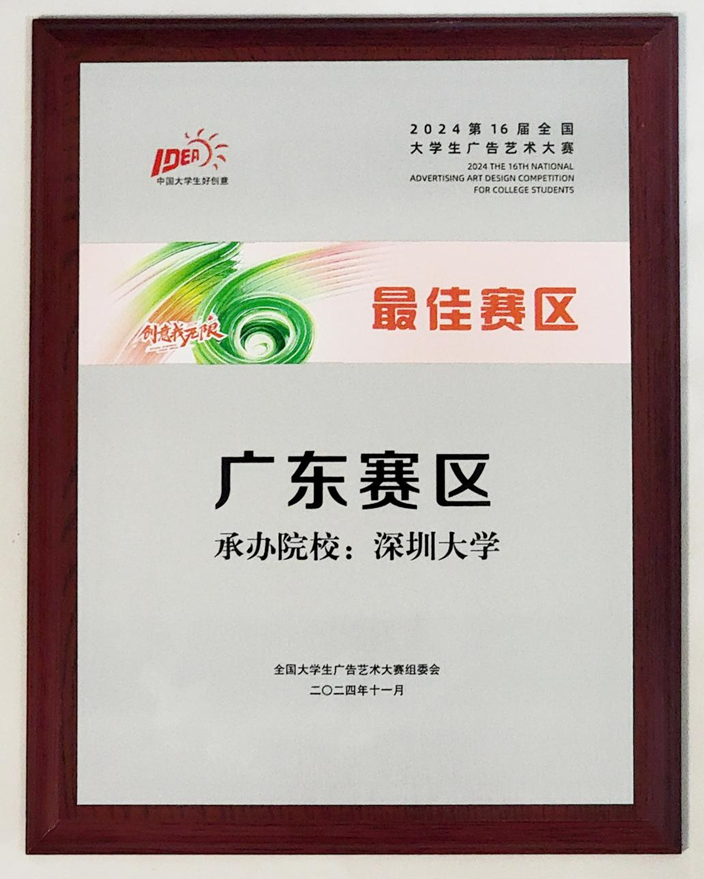 IDEA
中国大学生好创意
2024第16届全国
大学生广告艺术大赛
2024 THE 16TH NATIONAL
ADVERTISING ART DESIGN COMPETITION
FOR COLLEGE STUDENTS
创意我无限
最佳赛区
广东赛区
承办院校：深圳大学
全国大学生广告艺术大赛组委会
二〇二四年十一月